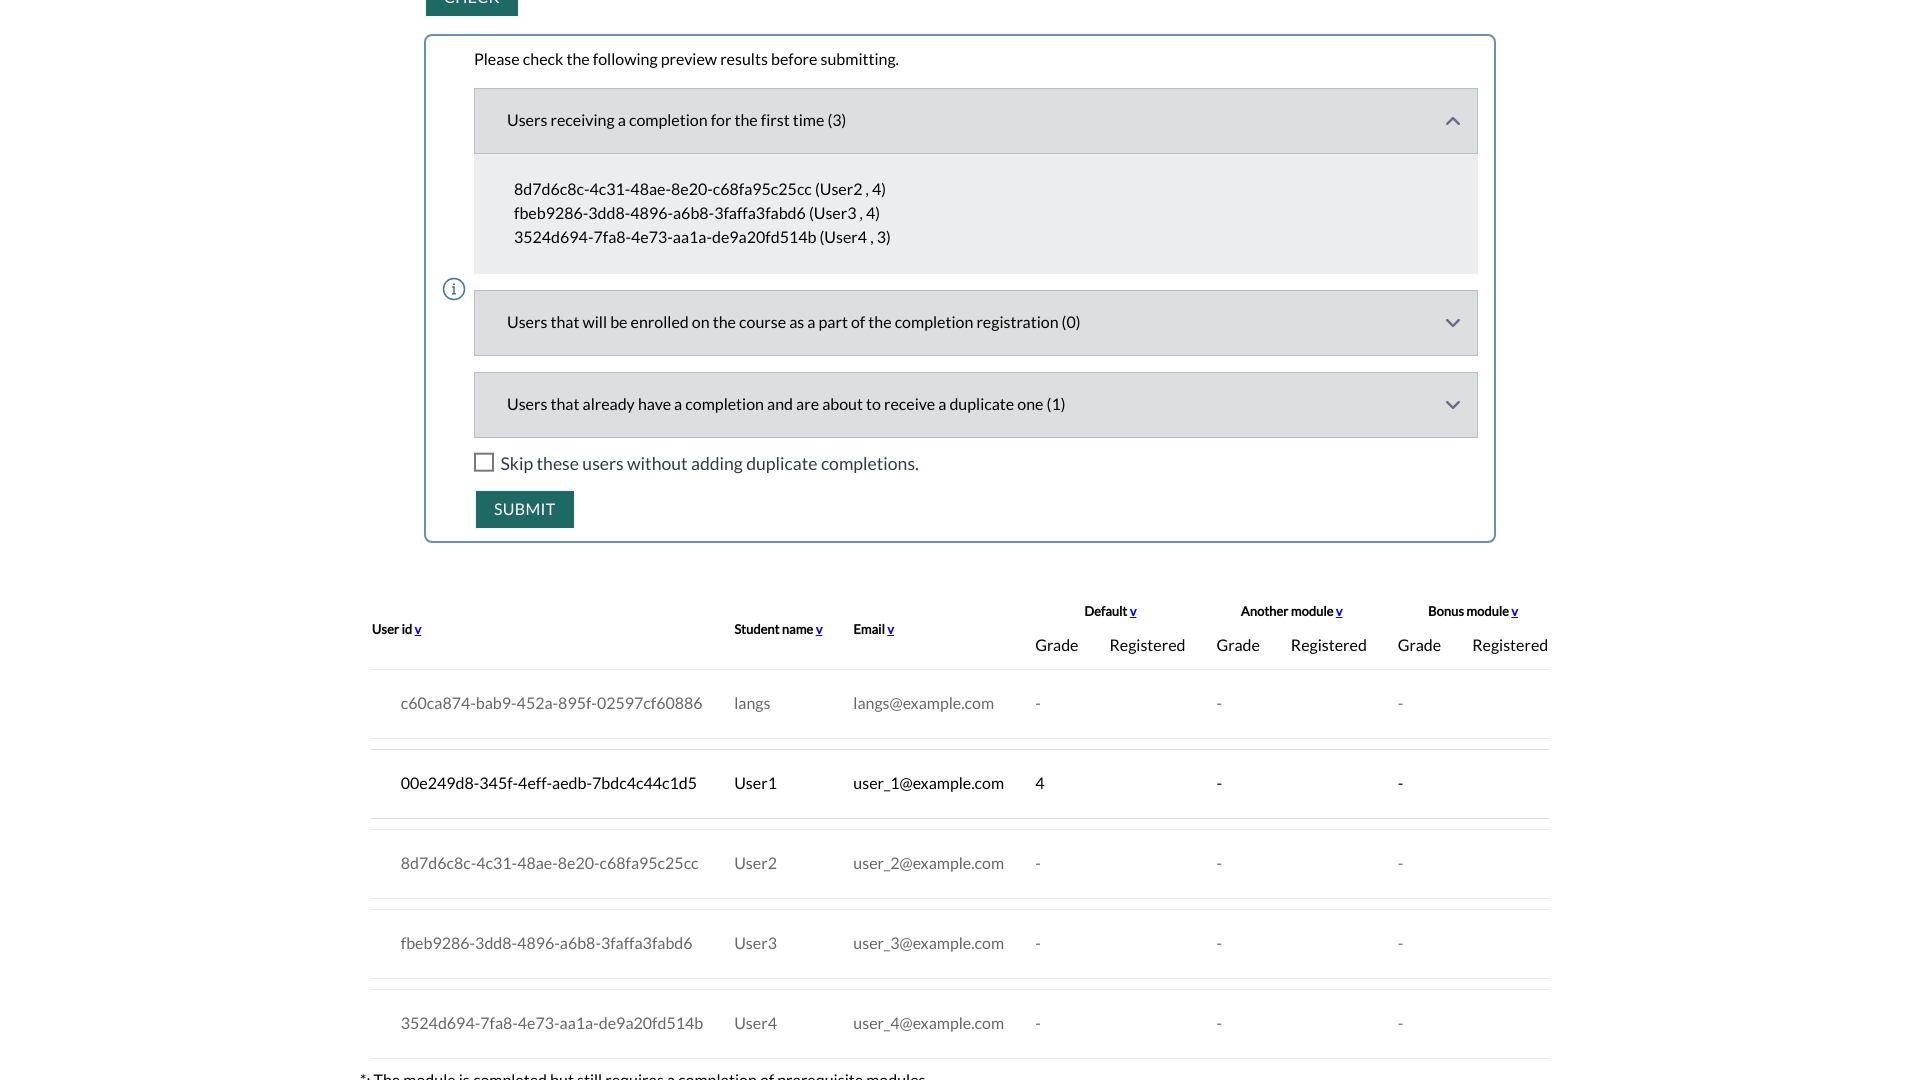 CHECK
Please check the following preview results before submitting.
Users receiving a completion for the first time (3)
8d7d6c8c-4c31-48ae-8e20-c68fa95c25cc (User2 , 4)
fbeb9286-3dd8-4896-a6b8-3faffa3fabd6 (User3 , 4)
3524d694-7fa8-4e73-aa1a-de9a20fd514b (User4 , 3)
Users that will be enrolled on the course as a part of the completion registration (0)
Users that already have a completion and are about to receive a duplicate one (1)
Skip these users without adding duplicate completions.
SUBMIT
User id v Student name v Email v Default v Another module v Bonus module v
Grade Registered Grade Registered Grade Registered
c60ca874-bab9-452a-895f-02597cf60886 langs langs@example.com - - -
00e249d8-345f-4eff-aedb-7bdc4c44c1d5 User1 user_1@example.com 4 - -
8d7d6c8c-4c31-48ae-8e20-c68fa95c25cc User2 user_2@example.com - - -
fbeb9286-3dd8-4896-a6b8-3faffa3fabd6 User3 user_3@example.com - - -
3524d694-7fa8-4e73-aa1a-de9a20fd514b User4 user_4@example.com - - -
*: The module is completed but still requires a completion of prerequisite modules.